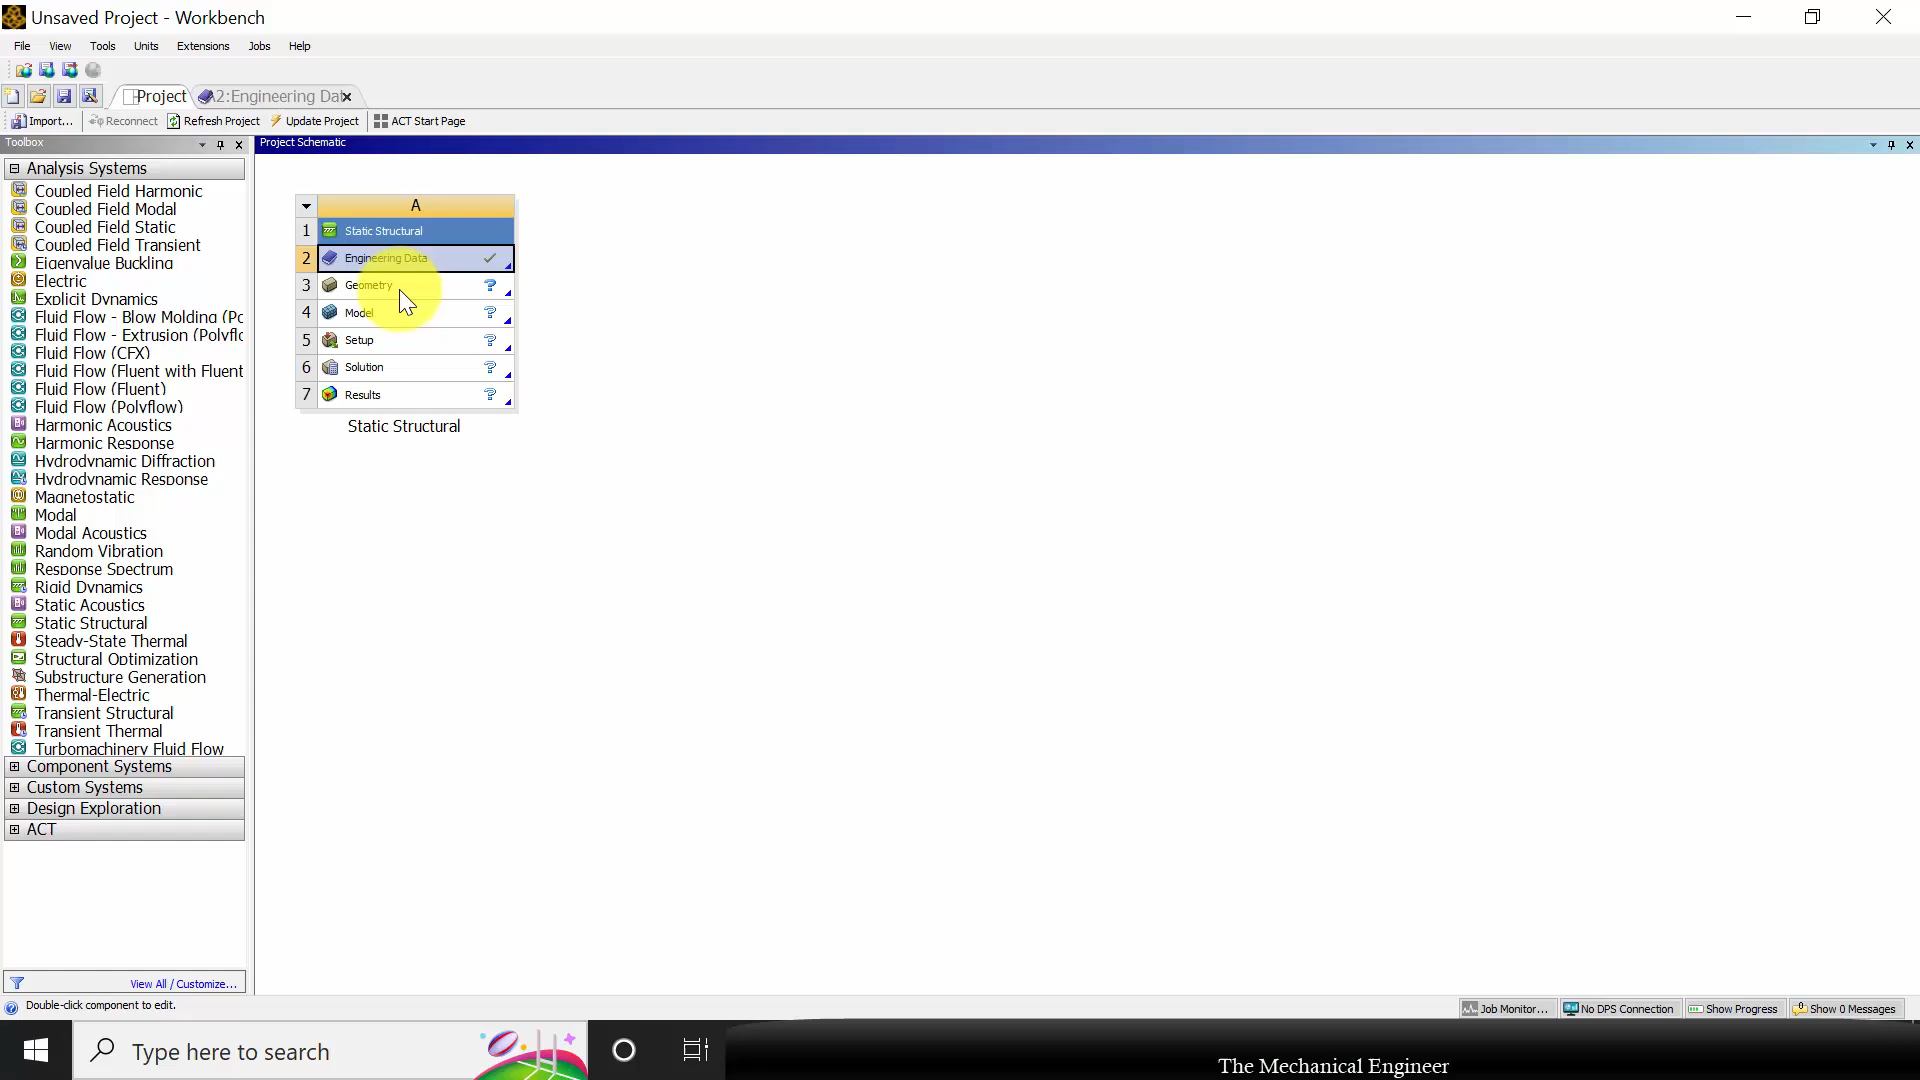 Unsaved Project - Workbench
File View Tools Units Extensions Jobs Help
Project A2:Engineering Dat
Import... Reconnect Refresh Project Update Project ACT Start Page
Toolbox
Project Schematic
Analysis Systems
Coupled Field Harmonic
Coupled Field Modal
Coupled Field Static
Coupled Field Transient
Eigenvalue Buckling
Electric
Explicit Dynamics
Fluid Flow - Blow Molding (Po
Fluid Flow - Extrusion (Polyflo
Fluid Flow (CFX)
Fluid Flow (Fluent with Fluent
Fluid Flow (Fluent)
Fluid Flow (Polyflow)
Harmonic Acoustics
Harmonic Response
Hydrodynamic Diffraction
Hydrodynamic Response
Magnetostatic
Modal
Modal Acoustics
Random Vibration
Response Spectrum
Rigid Dynamics
Static Acoustics
Static Structural
Steady-State Thermal
Structural Optimization
Substructure Generation
Thermal-Electric
Transient Structural
Transient Thermal
Turbomachinery Fluid Flow
Component Systems
Custom Systems
Design Exploration
ACT
View All / Customize...
A
1 Static Structural
2 Engineering Data
3 Geometry ?
4 Model ?
5 Setup ?
6 Solution ?
7 Results ?
Static Structural
Double-click component to edit.
Job Monitor... No DPS Connection Show Progress Show 0 Messages
Type here to search
The Mechanical Engineer